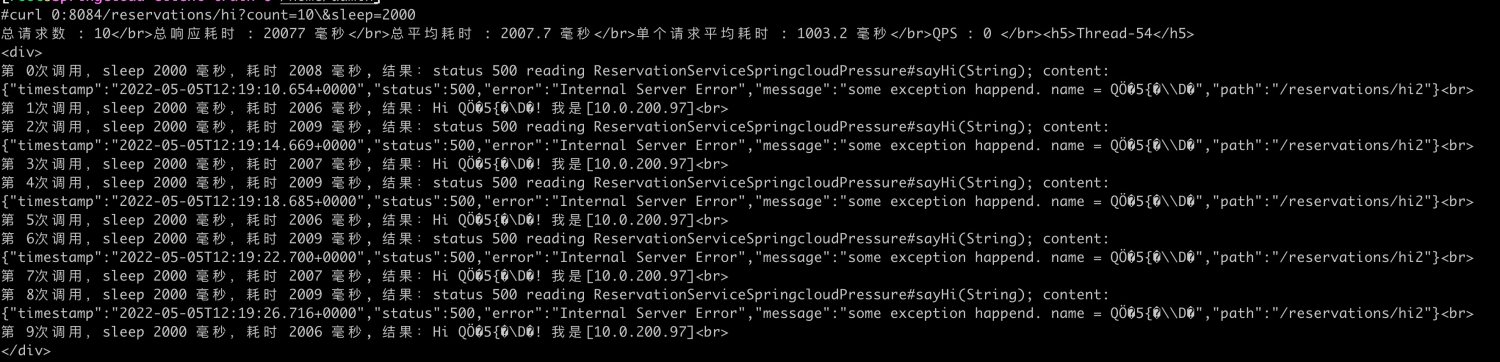 #curl 0:8084/reservations/hi?count=10\&sleep=2000
总请求数 : 10</br>总响应耗时 : 20077 毫秒</br>总平均耗时 : 2007.7 毫秒</br>单个请求平均耗时 : 1003.2 毫秒</br>QPS : 0 </br><h5>Thread-54</h5>
<div>
第 0次调用, sleep 2000 毫秒, 耗时 2008 毫秒, 结果: status 500 reading ReservationServiceSpringcloudPressure#sayHi(String); content:
{"timestamp":"2022-05-05T12:19:10.654+0000","status":500,"error":"Internal Server Error","message":"some exception happend. name = QÖ�5{�\\D�","path":"/reservations/hi2"}<br>
第 1次调用, sleep 2000 毫秒, 耗时 2006 毫秒, 结果: Hi QÖ�5{�\D�! 我是[10.0.200.97]<br>
第 2次调用, sleep 2000 毫秒, 耗时 2009 毫秒, 结果: status 500 reading ReservationServiceSpringcloudPressure#sayHi(String); content:
{"timestamp":"2022-05-05T12:19:14.669+0000","status":500,"error":"Internal Server Error","message":"some exception happend. name = QÖ�5{�\\D�","path":"/reservations/hi2"}<br>
第 3次调用, sleep 2000 毫秒, 耗时 2007 毫秒, 结果: Hi QÖ�5{�\D�! 我是[10.0.200.97]<br>
第 4次调用, sleep 2000 毫秒, 耗时 2009 毫秒, 结果: status 500 reading ReservationServiceSpringcloudPressure#sayHi(String); content:
{"timestamp":"2022-05-05T12:19:18.685+0000","status":500,"error":"Internal Server Error","message":"some exception happend. name = QÖ�5{�\\D�","path":"/reservations/hi2"}<br>
第 5次调用, sleep 2000 毫秒, 耗时 2006 毫秒, 结果: Hi QÖ�5{�\D�! 我是[10.0.200.97]<br>
第 6次调用, sleep 2000 毫秒, 耗时 2009 毫秒, 结果: status 500 reading ReservationServiceSpringcloudPressure#sayHi(String); content:
{"timestamp":"2022-05-05T12:19:22.700+0000","status":500,"error":"Internal Server Error","message":"some exception happend. name = QÖ�5{�\\D�","path":"/reservations/hi2"}<br>
第 7次调用, sleep 2000 毫秒, 耗时 2007 毫秒, 结果: Hi QÖ�5{�\D�! 我是[10.0.200.97]<br>
第 8次调用, sleep 2000 毫秒, 耗时 2009 毫秒, 结果: status 500 reading ReservationServiceSpringcloudPressure#sayHi(String); content:
{"timestamp":"2022-05-05T12:19:26.716+0000","status":500,"error":"Internal Server Error","message":"some exception happend. name = QÖ�5{�\\D�","path":"/reservations/hi2"}<br>
第 9次调用, sleep 2000 毫秒, 耗时 2006 毫秒, 结果: Hi QÖ�5{�\D�! 我是[10.0.200.97]<br>
</div>